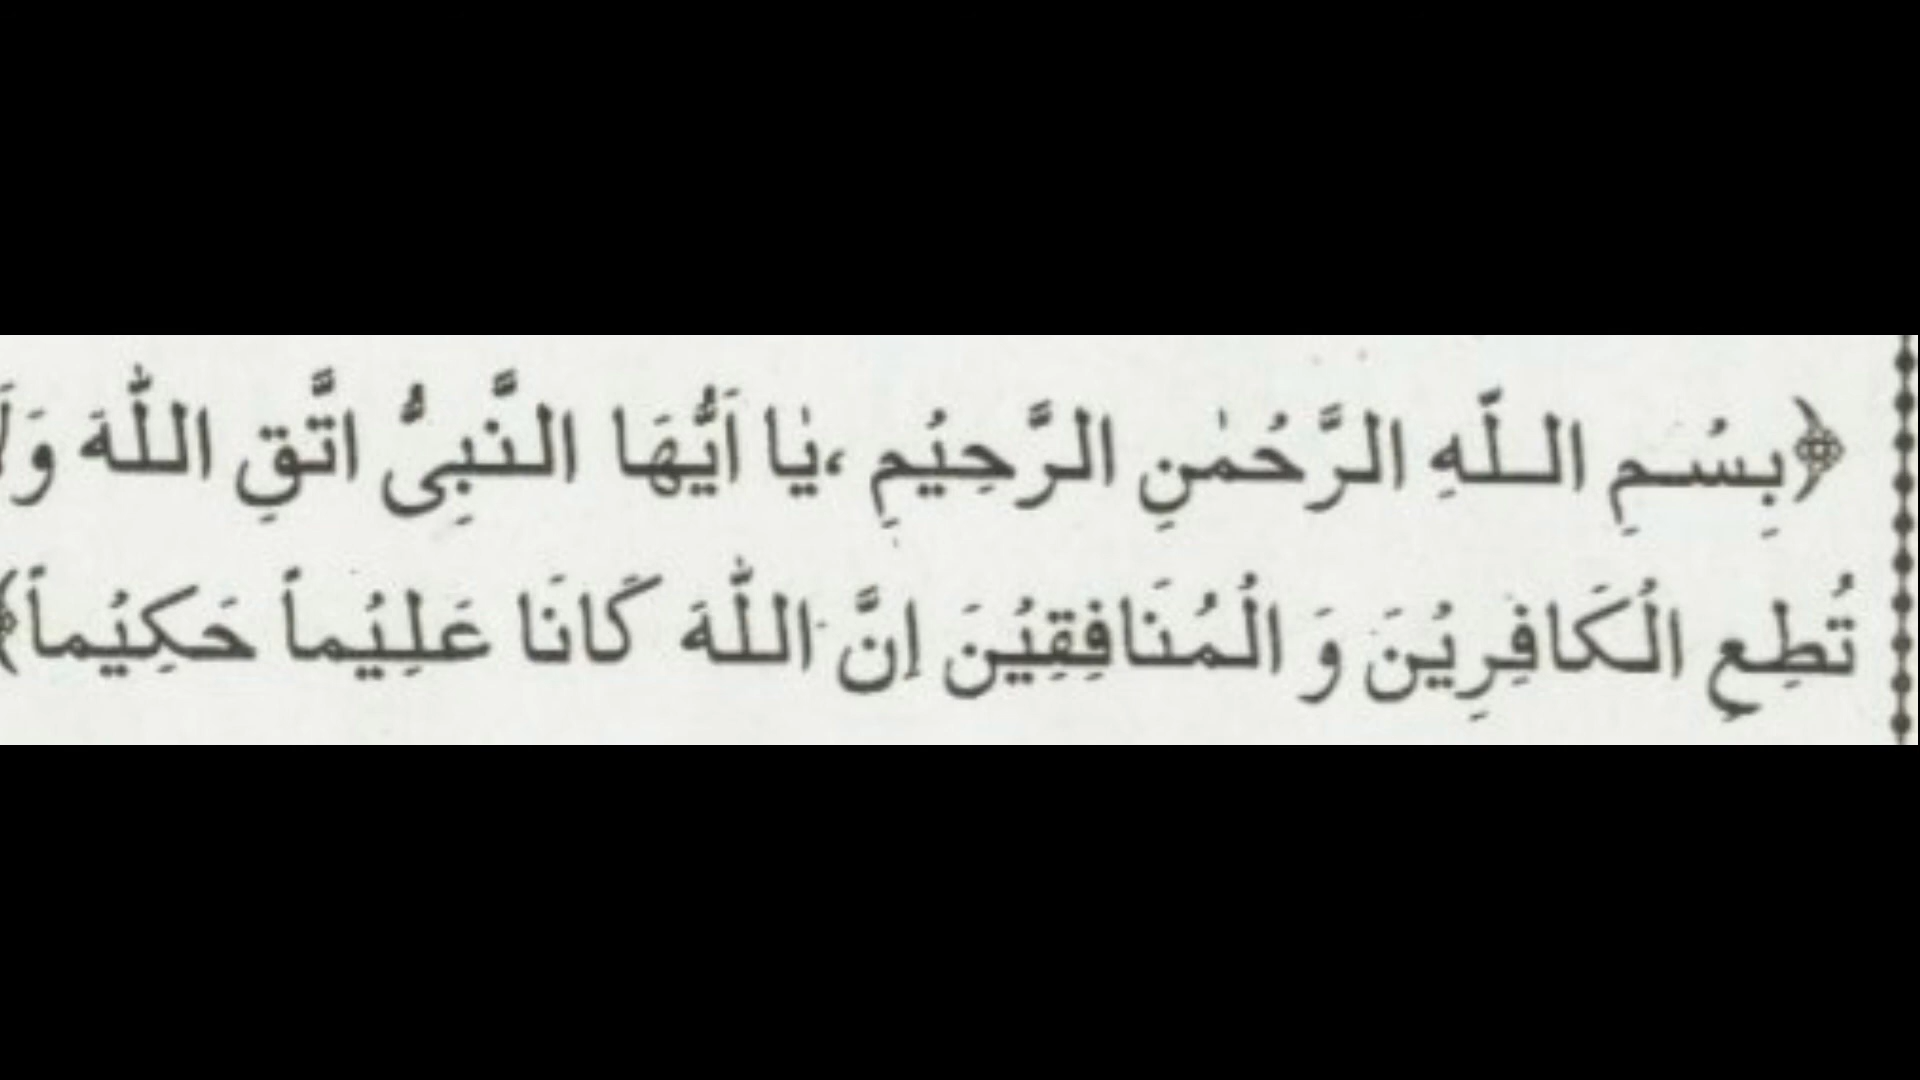 ﴿بِسْمِ اللّٰهِ الرَّحْمٰنِ الرَّحِيْمِ ،يٰا اَيُّهَا النَّبِىُّ اتَّقِ اللّٰهَ وَلَا
تُطِعِ الْكَافِرِيْنَ وَ الْمُنَافِقِيْنَ اِنَّ اللّٰهَ كَانَا عَلِيْماً حَكِيْماً﴾